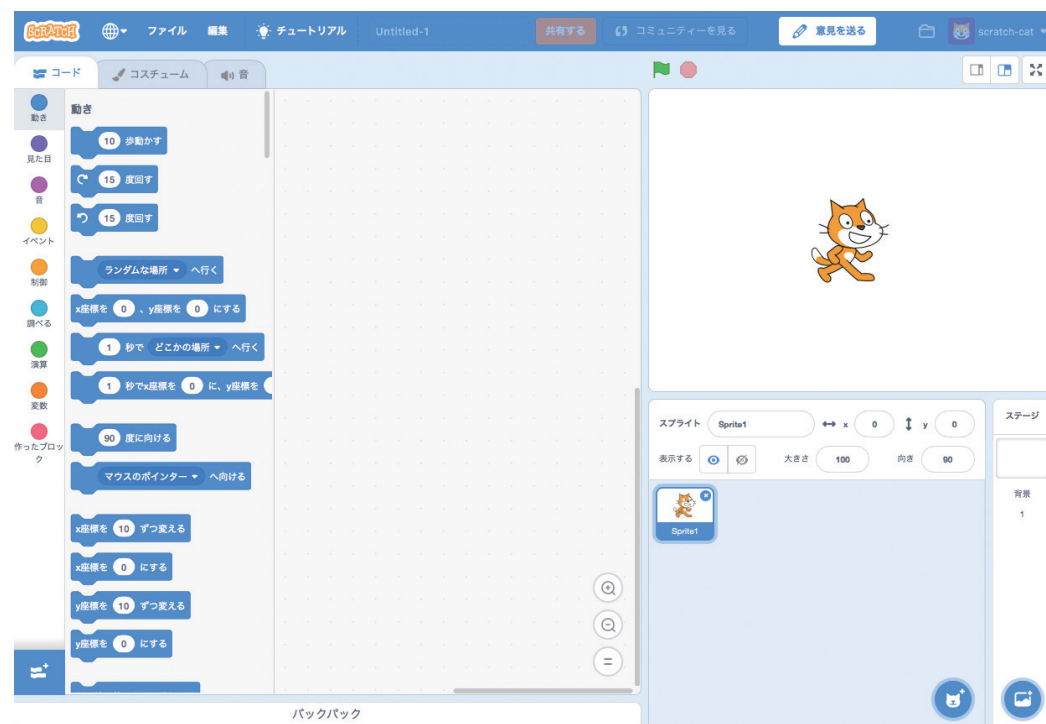 SCRATCH ファイル 編集 チュートリアル Untitled-1 共有する コミュニティーを見る 意見を送る scratch-cat
コード コスチューム 音
動き
見た目
音
イベント
制御
調べる
演算
変数
作ったブロッ
ク
動き
10 歩動かす
15 度回す
15 度回す
ランダムな場所 へ行く
x座標を 0 、y座標を 0 にする
1 秒で どこかの場所 へ行く
1 秒でx座標を 0 に、y座標を
90 度に向ける
マウスのポインター へ向ける
x座標を 10 ずつ変える
x座標を 0 にする
y座標を 10 ずつ変える
y座標を 0 にする
スプライト Sprite1 x 0 y 0
表示する 大きさ 100 向き 90
Sprite1
ステージ
背景
1
バックパック